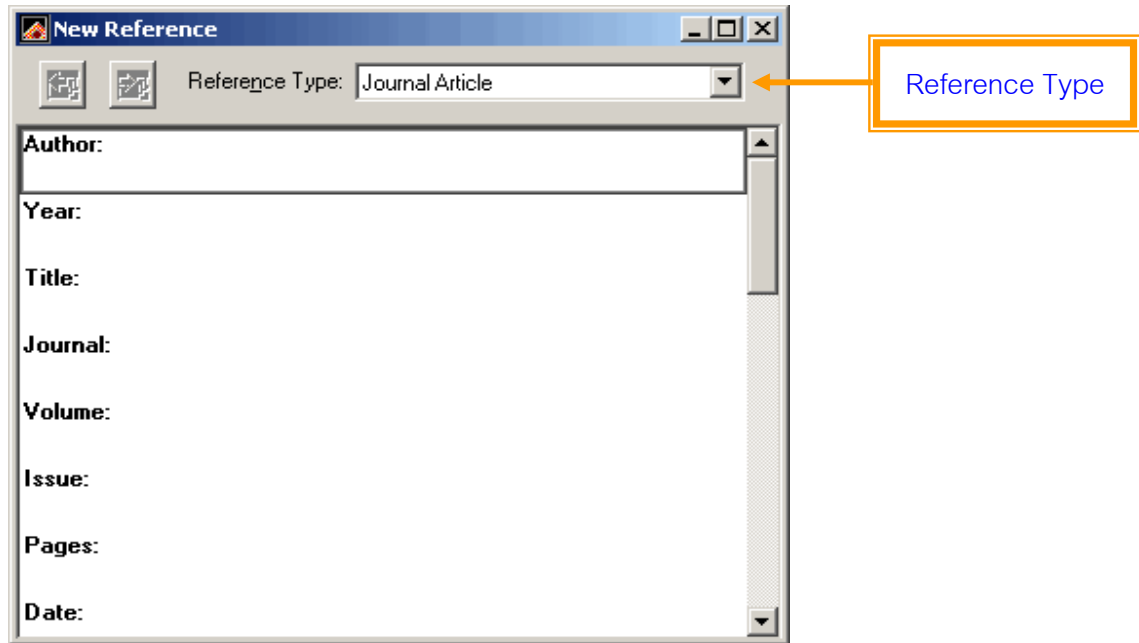 New Reference
Reference Type: Journal Article
Reference Type
Author:
Year:
Title:
Journal:
Volume:
Issue:
Pages:
Date: